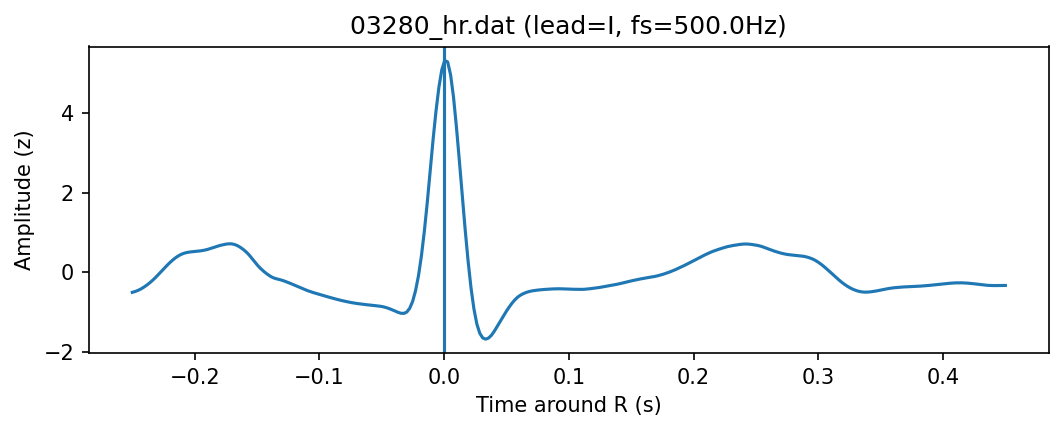 03280_hr.dat (lead=I, fs=500.0Hz)
Amplitude (z)
4
2
0
−2
−0.2 −0.1 0.0 0.1 0.2 0.3 0.4
Time around R (s)